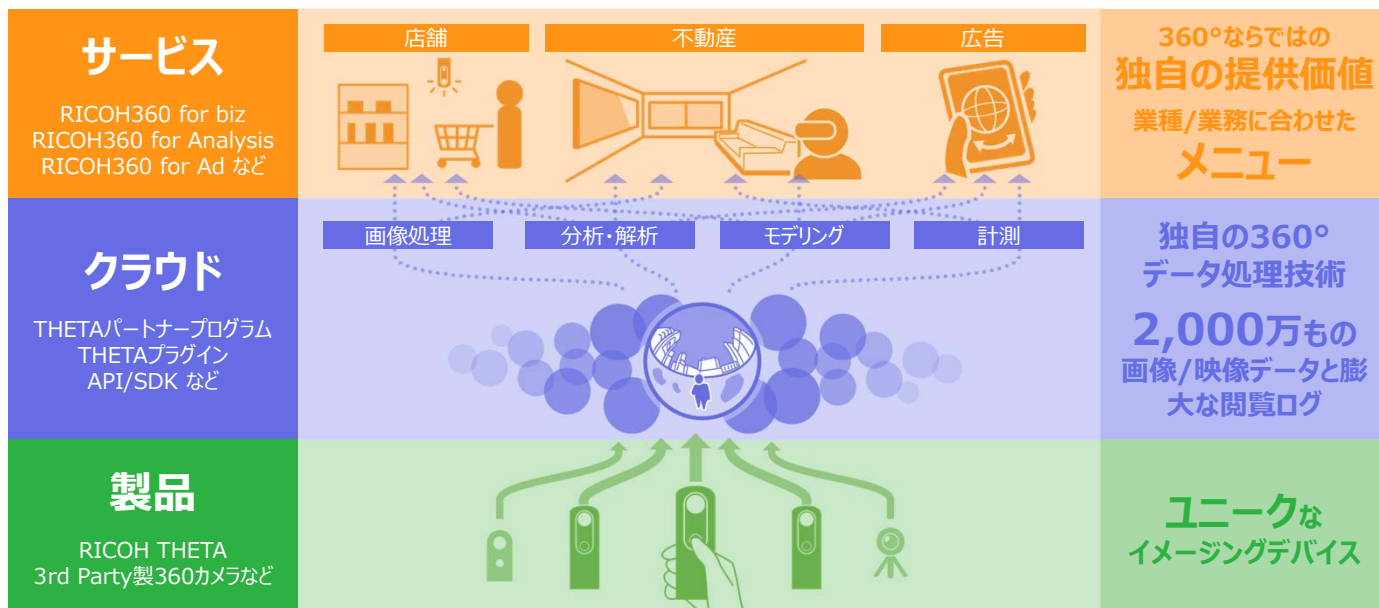 サービス
RICOH360 for biz
RICOH360 for Analysis
RICOH360 for Ad など
店舗
不動産
広告
360°ならではの
独自の提供価値
業種/業務に合わせた
メニュー
クラウド
THETAパートナープログラム
THETAプラグイン
API/SDK など
画像処理
分析・解析
モデリング
計測
独自の360°
データ処理技術
2,000万もの
画像/映像データと膨
大な閲覧ログ
製品
RICOH THETA
3rd Party製360カメラなど
ユニークな
イメージングデバイス